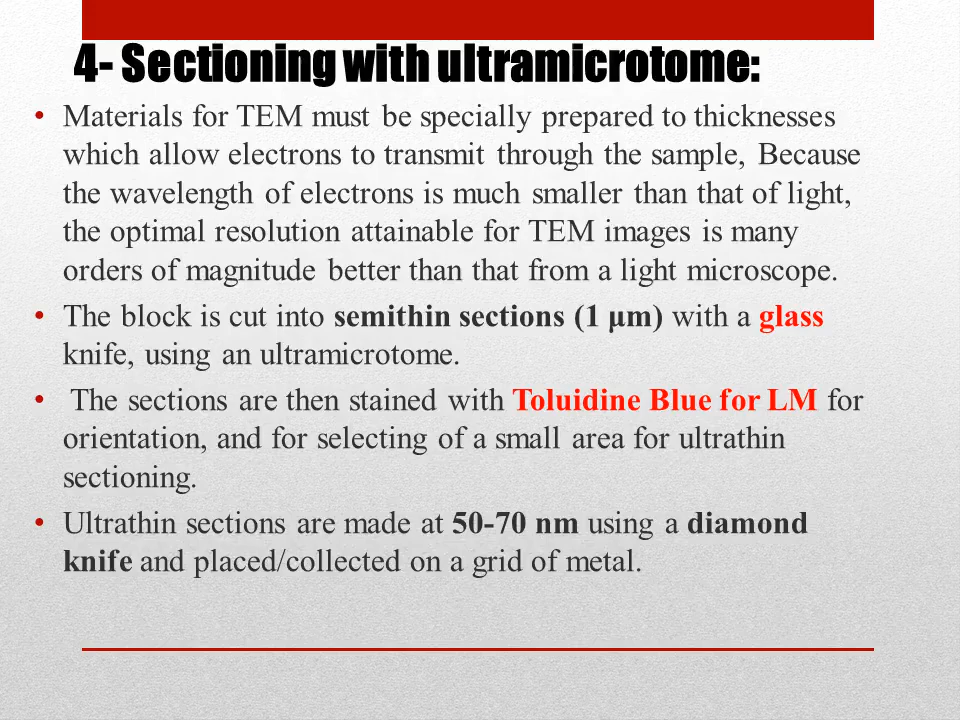 4- Sectioning with ultramicrotome:
• Materials for TEM must be specially prepared to thicknesses
which allow electrons to transmit through the sample, Because
the wavelength of electrons is much smaller than that of light,
the optimal resolution attainable for TEM images is many
orders of magnitude better than that from a light microscope.
• The block is cut into semithin sections (1 μm) with a glass
knife, using an ultramicrotome.
• The sections are then stained with Toluidine Blue for LM for
orientation, and for selecting of a small area for ultrathin
sectioning.
• Ultrathin sections are made at 50-70 nm using a diamond
knife and placed/collected on a grid of metal.